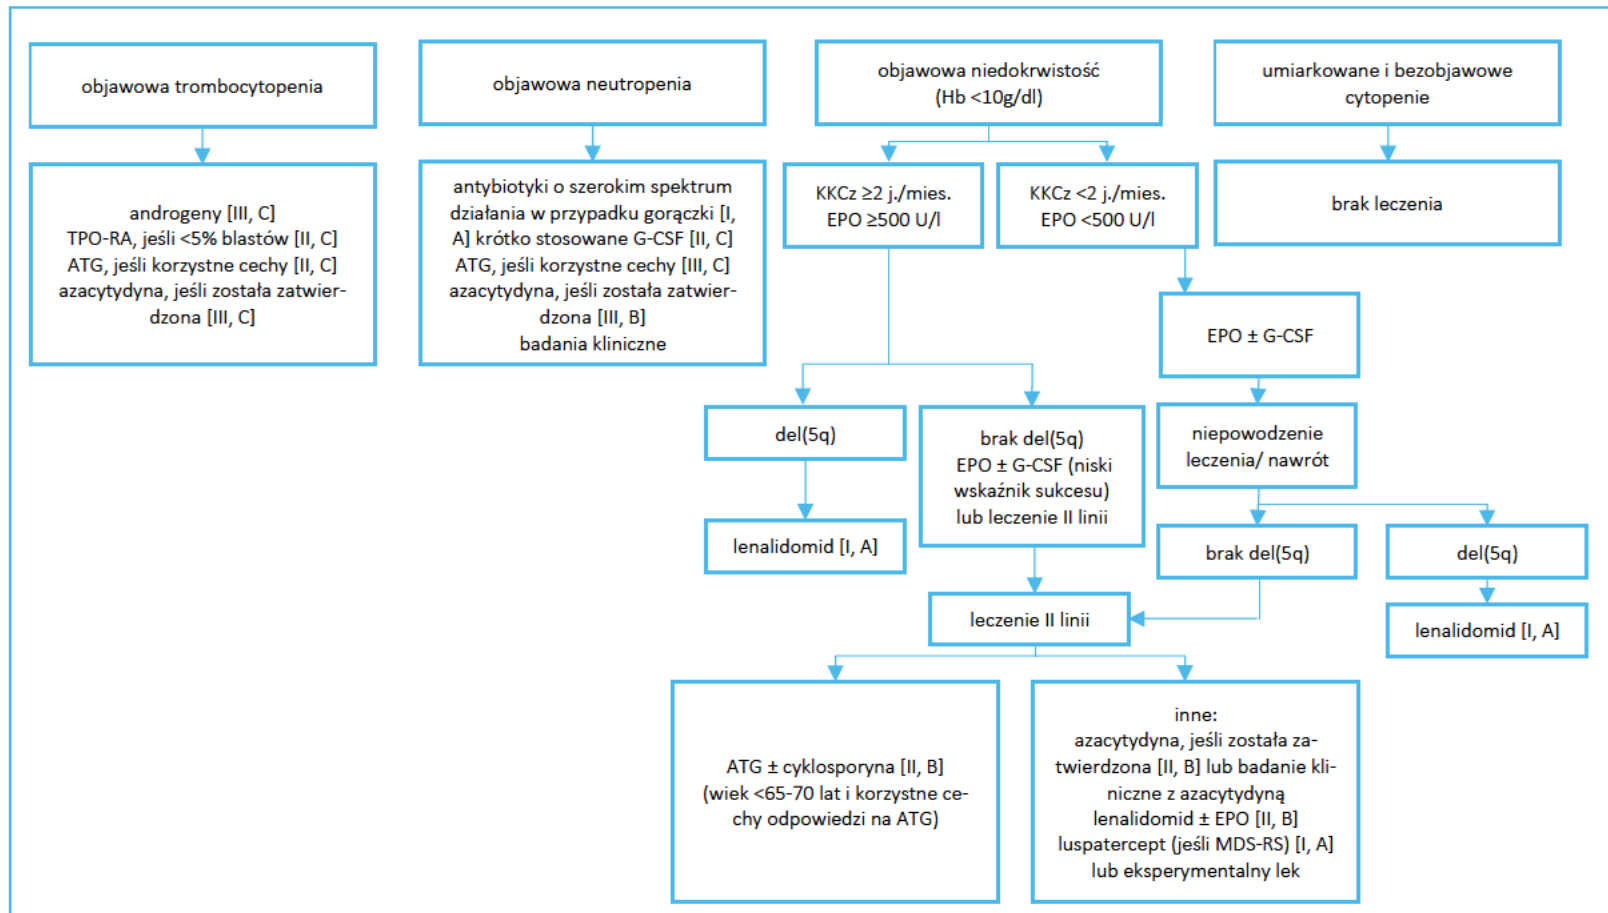 objawowa trombocytopenia
objawowa neutropenia
objawowa niedokrwistość
(Hb <10g/dl)
umiarkowane i bezobjawowe
cytopenie
androgeny [III, C]
TPO-RA, jeśli <5% blastów [II, C]
ATG, jeśli korzystne cechy [II, C]
azacytydyna, jeśli została zatwier-
dzona [III, C]
antybiotyki o szerokim spektrum
działania w przypadku gorączki [I,
A] krótko stosowane G-CSF [II, C]
ATG, jeśli korzystne cechy [III, C]
azacytydyna, jeśli została zatwier-
dzona [III, B]
badania kliniczne
KKCz ≥2 j./mies.
EPO ≥500 U/l
KKCz <2 j./mies.
EPO <500 U/l
brak leczenia
EPO ± G-CSF
del(5q)
brak del(5q)
EPO ± G-CSF (niski
wskaźnik sukcesu)
lub leczenie II linii
niepowodzenie
leczenia/ nawrót
lenalidomid [I, A]
brak del(5q)
del(5q)
leczenie II linii
lenalidomid [I, A]
ATG ± cyklosporyna [II, B]
(wiek <65-70 lat i korzystne ce-
chy odpowiedzi na ATG)
inne:
azacytydyna, jeśli została za-
twierdzona [II, B] lub badanie kli-
niczne z azacytydyną
lenalidomid ± EPO [II, B]
luspatercept (jeśli MDS-RS) [I, A]
lub eksperymentalny lek